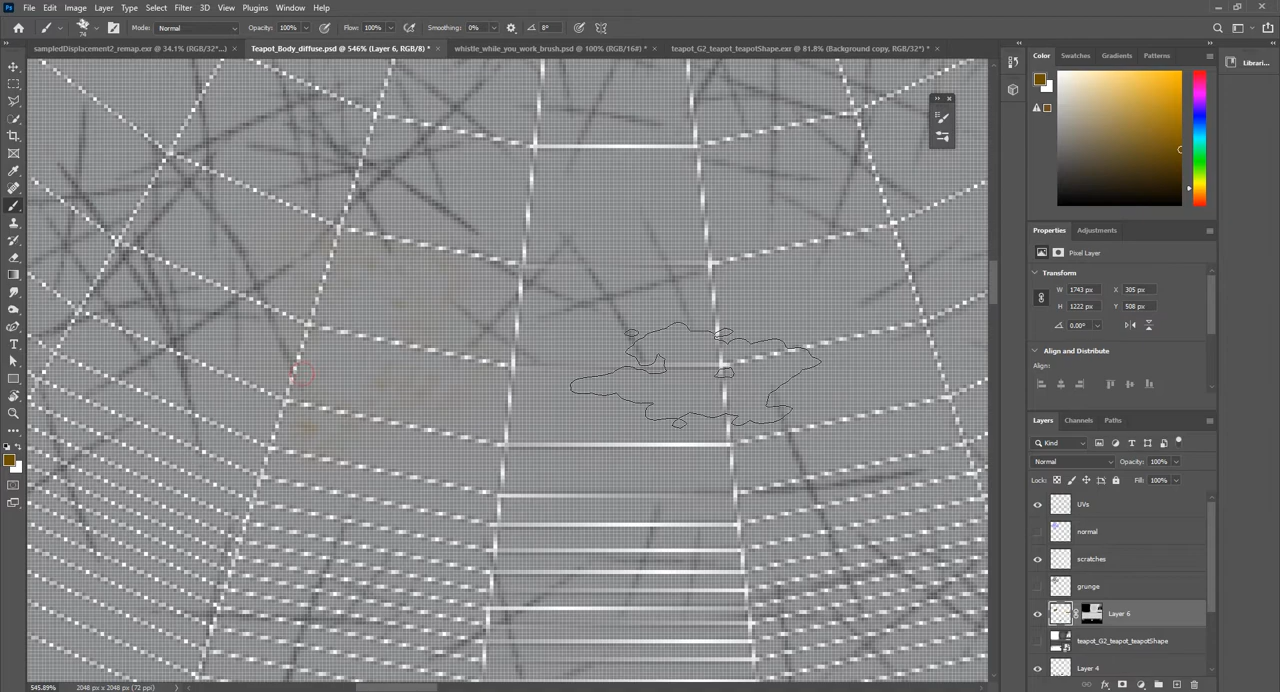 Ps File Edit Image Layer Type Select Filter 3D View Plugins Window Help
Mode: Normal Opacity: 100% Flow: 100% Smoothing: 0% 8°
sampledDisplacement2_remap.exr @ 34.1% (RGB/32*... × Teapot_Body_diffuse.psd @ 546% (Layer 6, RGB/8) * × whistle_while_you_work_brush.psd @ 100% (RGB/16#) * × teapot_G2_teapot_teapotShape.exr @ 81.8% (Background copy, RGB/32*) * ×
Color Swatches Gradients Patterns
Librari...
Properties Adjustments
Pixel Layer
Transform
W 1743 px X 305 px
H 1222 px Y 508 px
0.00°
Align and Distribute
Align:
Layers Channels Paths
Kind
Normal Opacity: 100%
Lock: Fill: 100%
UVs
normal
scratches
grunge
Layer 6
teapot_G2_teapot_teapotShape
Layer 4
545.89% 2048 px x 2048 px (72 ppi)